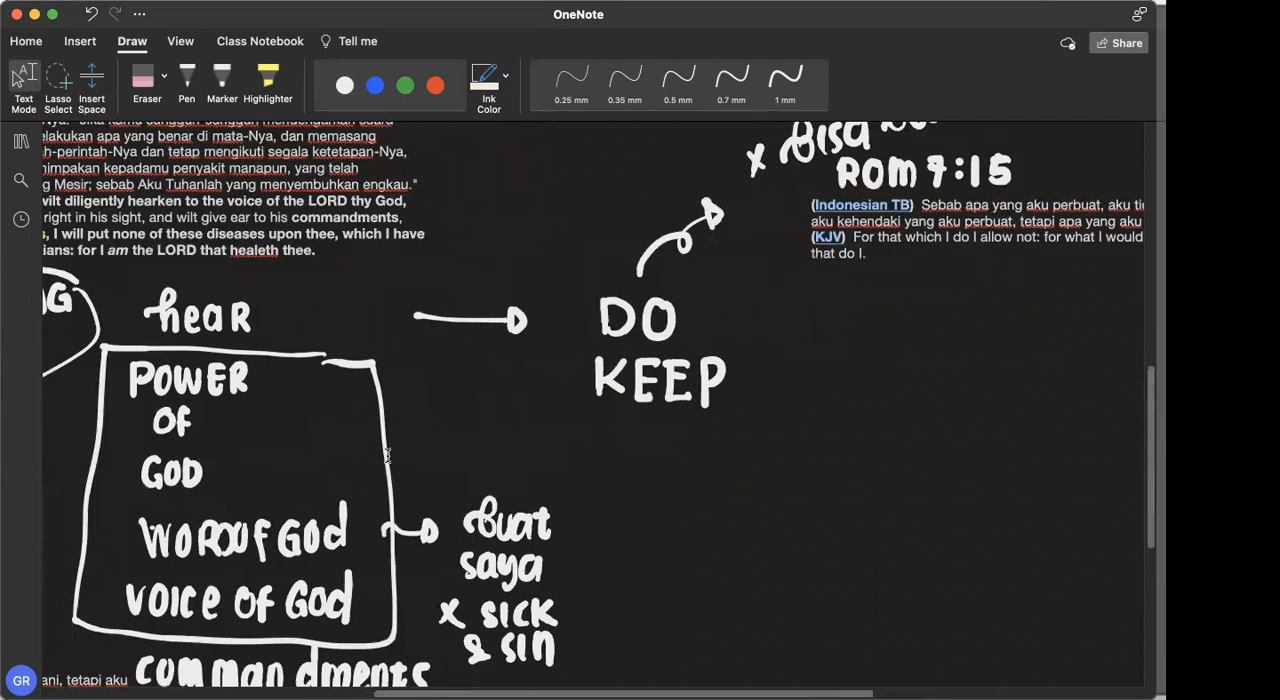 OneNote
Home Insert Draw View Class Notebook Tell me
Share
Text Mode
Lasso Select
Insert Space
Eraser
Pen
Marker
Highlighter
Ink Color
0.25 mm
0.35 mm
0.5 mm
0.7 mm
1 mm
elakukan apa yang benar di mata-Nya, dan memasang
h-perintah-Nya dan tetap mengikuti segala ketetapan-Nya,
impakan kepadamu penyakit manapun, yang telah
g Mesir; sebab Aku Tuhanlah yang menyembuhkan engkau."
wilt diligently hearken to the voice of the LORD thy God,
right in his sight, and wilt give ear to his commandments,
s, I will put none of these diseases upon thee, which I have
ians: for I am the LORD that healeth thee.
x Bisa
ROM 7:15
(Indonesian TB) Sebab apa yang aku perbuat, aku ti
aku kehendaki yang aku perbuat, tetapi apa yang aku
(KJV) For that which I do I allow not: for what I would
that do I.
G
hear
DO
KEEP
POWER
OF
GOD
WORD OF GOD
VOICE OF GOD
Buat
saya
x SICK
& SIN
commandments
GR
ani, tetapi aku